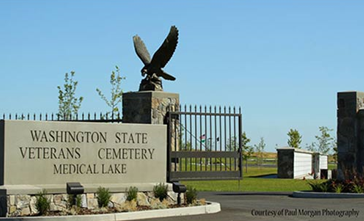 WASHINGTON STATE
VETERANS CEMETERY
MEDICAL LAKE
Courtesy of Paul Morgan Photography.